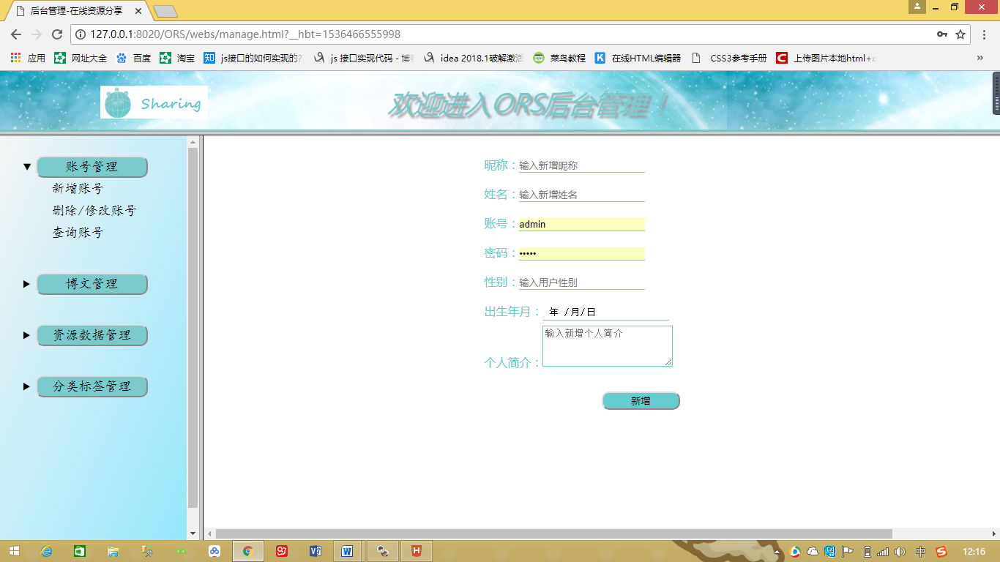 后台管理-在线资源分享
127.0.0.1:8020/ORS/webs/manage.html?__hbt=1536466555998
应用 网址大全 百度 淘宝 知 js接口的如何实现的? js 接口实现代码 - 博 idea 2018.1破解激活 菜鸟教程 K 在线HTML编辑器 CSS3参考手册 C 上传图片本地html+c »
Sharing 欢迎进入ORS后台管理！
账号管理
新增账号
删除/修改账号
查询账号
博文管理
资源数据管理
分类标签管理
昵称：输入新增昵称
姓名：输入新增姓名
账号：admin
密码：•••••
性别：输入用户性别
出生年月： 年 /月/日
个人简介：输入新增个人简介
新增
中 12:16